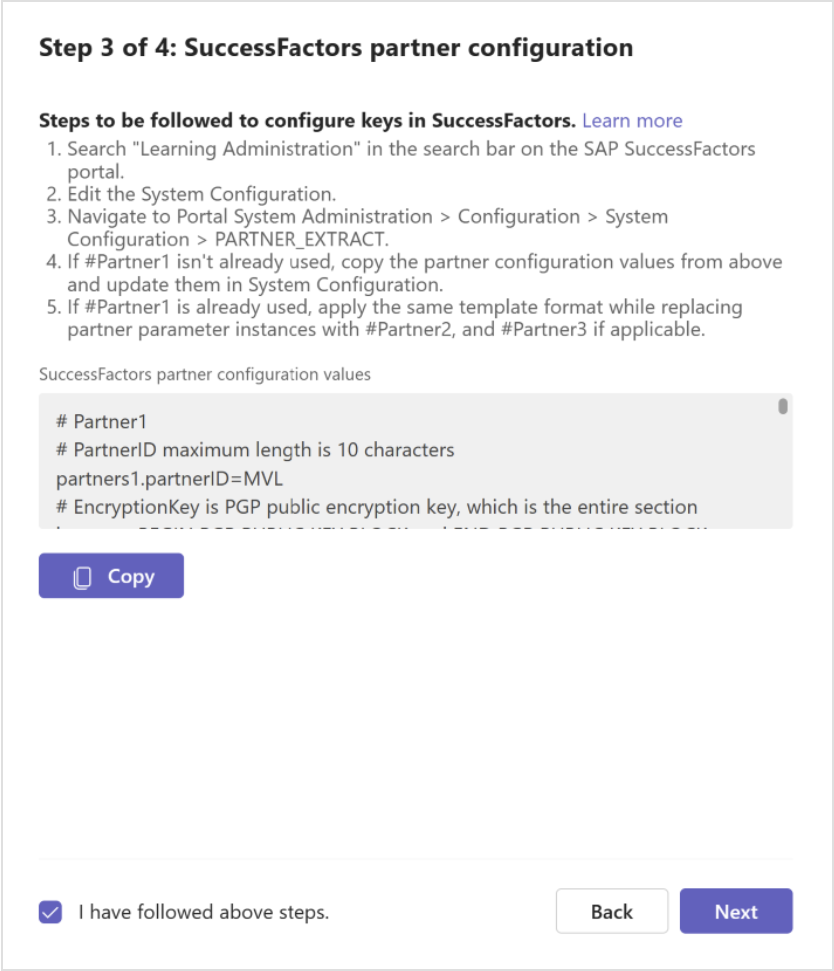 Step 3 of 4: SuccessFactors partner configuration
Steps to be followed to configure keys in SuccessFactors. Learn more
1. Search "Learning Administration" in the search bar on the SAP SuccessFactors
portal.
2. Edit the System Configuration.
3. Navigate to Portal System Administration > Configuration > System
Configuration > PARTNER_EXTRACT.
4. If #Partner1 isn't already used, copy the partner configuration values from above
and update them in System Configuration.
5. If #Partner1 is already used, apply the same template format while replacing
partner parameter instances with #Partner2, and #Partner3 if applicable.
SuccessFactors partner configuration values
# Partner1
# PartnerID maximum length is 10 characters
partners1.partnerID=MVL
# EncryptionKey is PGP public encryption key, which is the entire section
Copy
I have followed above steps.
Back
Next